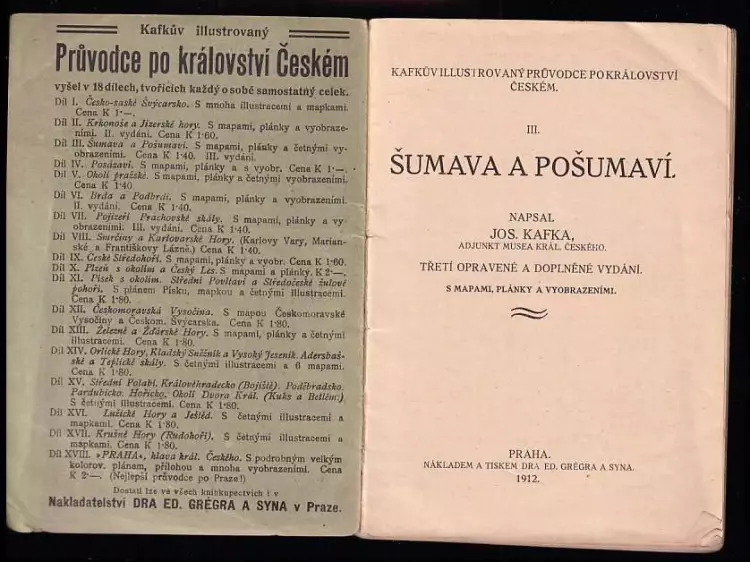 Kafkův illustrovaný
Průvodce po království Českém
vyšel v 18 dílech, tvořících každý o sobě samostatný celek.
Díl I. Česko-saské Švýcarsko. S mnoha illustracemi a mapkami.
Cena K 1·—.
Díl II. Krkonoše a Jizerské hory. S mapami, plánky a vyobraze-
ními. II. vydání. Cena K 1·60.
Díl III. Šumava a Pošumaví. S mapami, plánky a četnými vy-
obrazeními. Cena K 1·40. III. vydání.
Díl IV. Posázaví. S mapami, plánky a s vyobr. Cena K 1·—.
Díl V. Okolí pražské. S mapami, plánky a četnými vyobrazeními.
Cena K 1·40
Díl VI. Brda a Podbrdí. S mapami, plánky a vyobrazeními.
II. vydání. Cena K 1·40.
Díl VII. Pojizeří Prachovské skály. S mapami, plánky a vy-
obrazeními. III. vydání. Cena K 1·40.
Díl VIII. Smrčiny a Karlovarské Hory. (Karlovy Vary, Marian-
ské a Františkovy Lázně.) Cena K 1·40.
Díl IX. České Středohoří. S mapami, plánky a vyobr. Cena K 1·60.
Díl X. Plzeň s okolím a Český Les. S mapami a plánky. K 2·—.
Díl XI. Písek s okolím. Střední Povltaví a Středočeské žulové
pohoří. S plánem Písku, mapkou a četnými illustracemi.
Cena K 1·80.
Díl XII. Českomoravská Vysočina. S mapou Českomoravské
Vysočiny a Českom. Švýcarska. Cena K 1·80.
Díl XIII. Železné a Žďárské Hory. S mapami, plánky a četnými
illustracemi. Cena K 1·80.
Díl XIV. Orlické Hory, Kladský Sněžník a Vysoký Jeseník. Adersbaš-
ské a Teplické skály. S četnými illustracemi a 6 mapami.
Cena K 1·80.
Díl XV. Střední Polabí. Královéhradecko (Bojiště). Poděbradsko.
Pardubicko. Hořicko. Okolí Dvora Král. (Kuks a Betlém.)
S četnými illustracemi. Cena K 1·80.
Díl XVI. Lužické Hory a Ještěd. S četnými illustracemi a
mapkami. Cena K 1·80.
Díl XVII. Krušné Hory (Rudohoří). S četnými illustracemi a
mapkami. Cena K 1·80.
Díl XVIII. »PRAHA«, hlava král. Českého. S podrobným velkým
kolorov. plánem, přílohou a mnoha vyobrazeními. Cena
K 2·—. (Nejlepší průvodce po Praze!)
Dostati lze ve všech knihkupectvích i v
Nakladatelství DRA ED. GRÉGRA A SYNA v Praze.
KAFKŮV ILLUSTROVANÝ PRŮVODCE PO KRÁLOVSTVÍ
ČESKÉM.
III.
ŠUMAVA A POŠUMAVÍ.
NAPSAL
JOS. KAFKA,
ADJUNKT MUSEA KRÁL. ČESKÉHO.
TŘETÍ OPRAVENÉ A DOPLNĚNÉ VYDÁNÍ.
S MAPAMI, PLÁNKY A VYOBRAZENÍMI.
PRAHA.
NÁKLADEM A TISKEM DRA ED. GRÉGRA A SYNA.
1912.